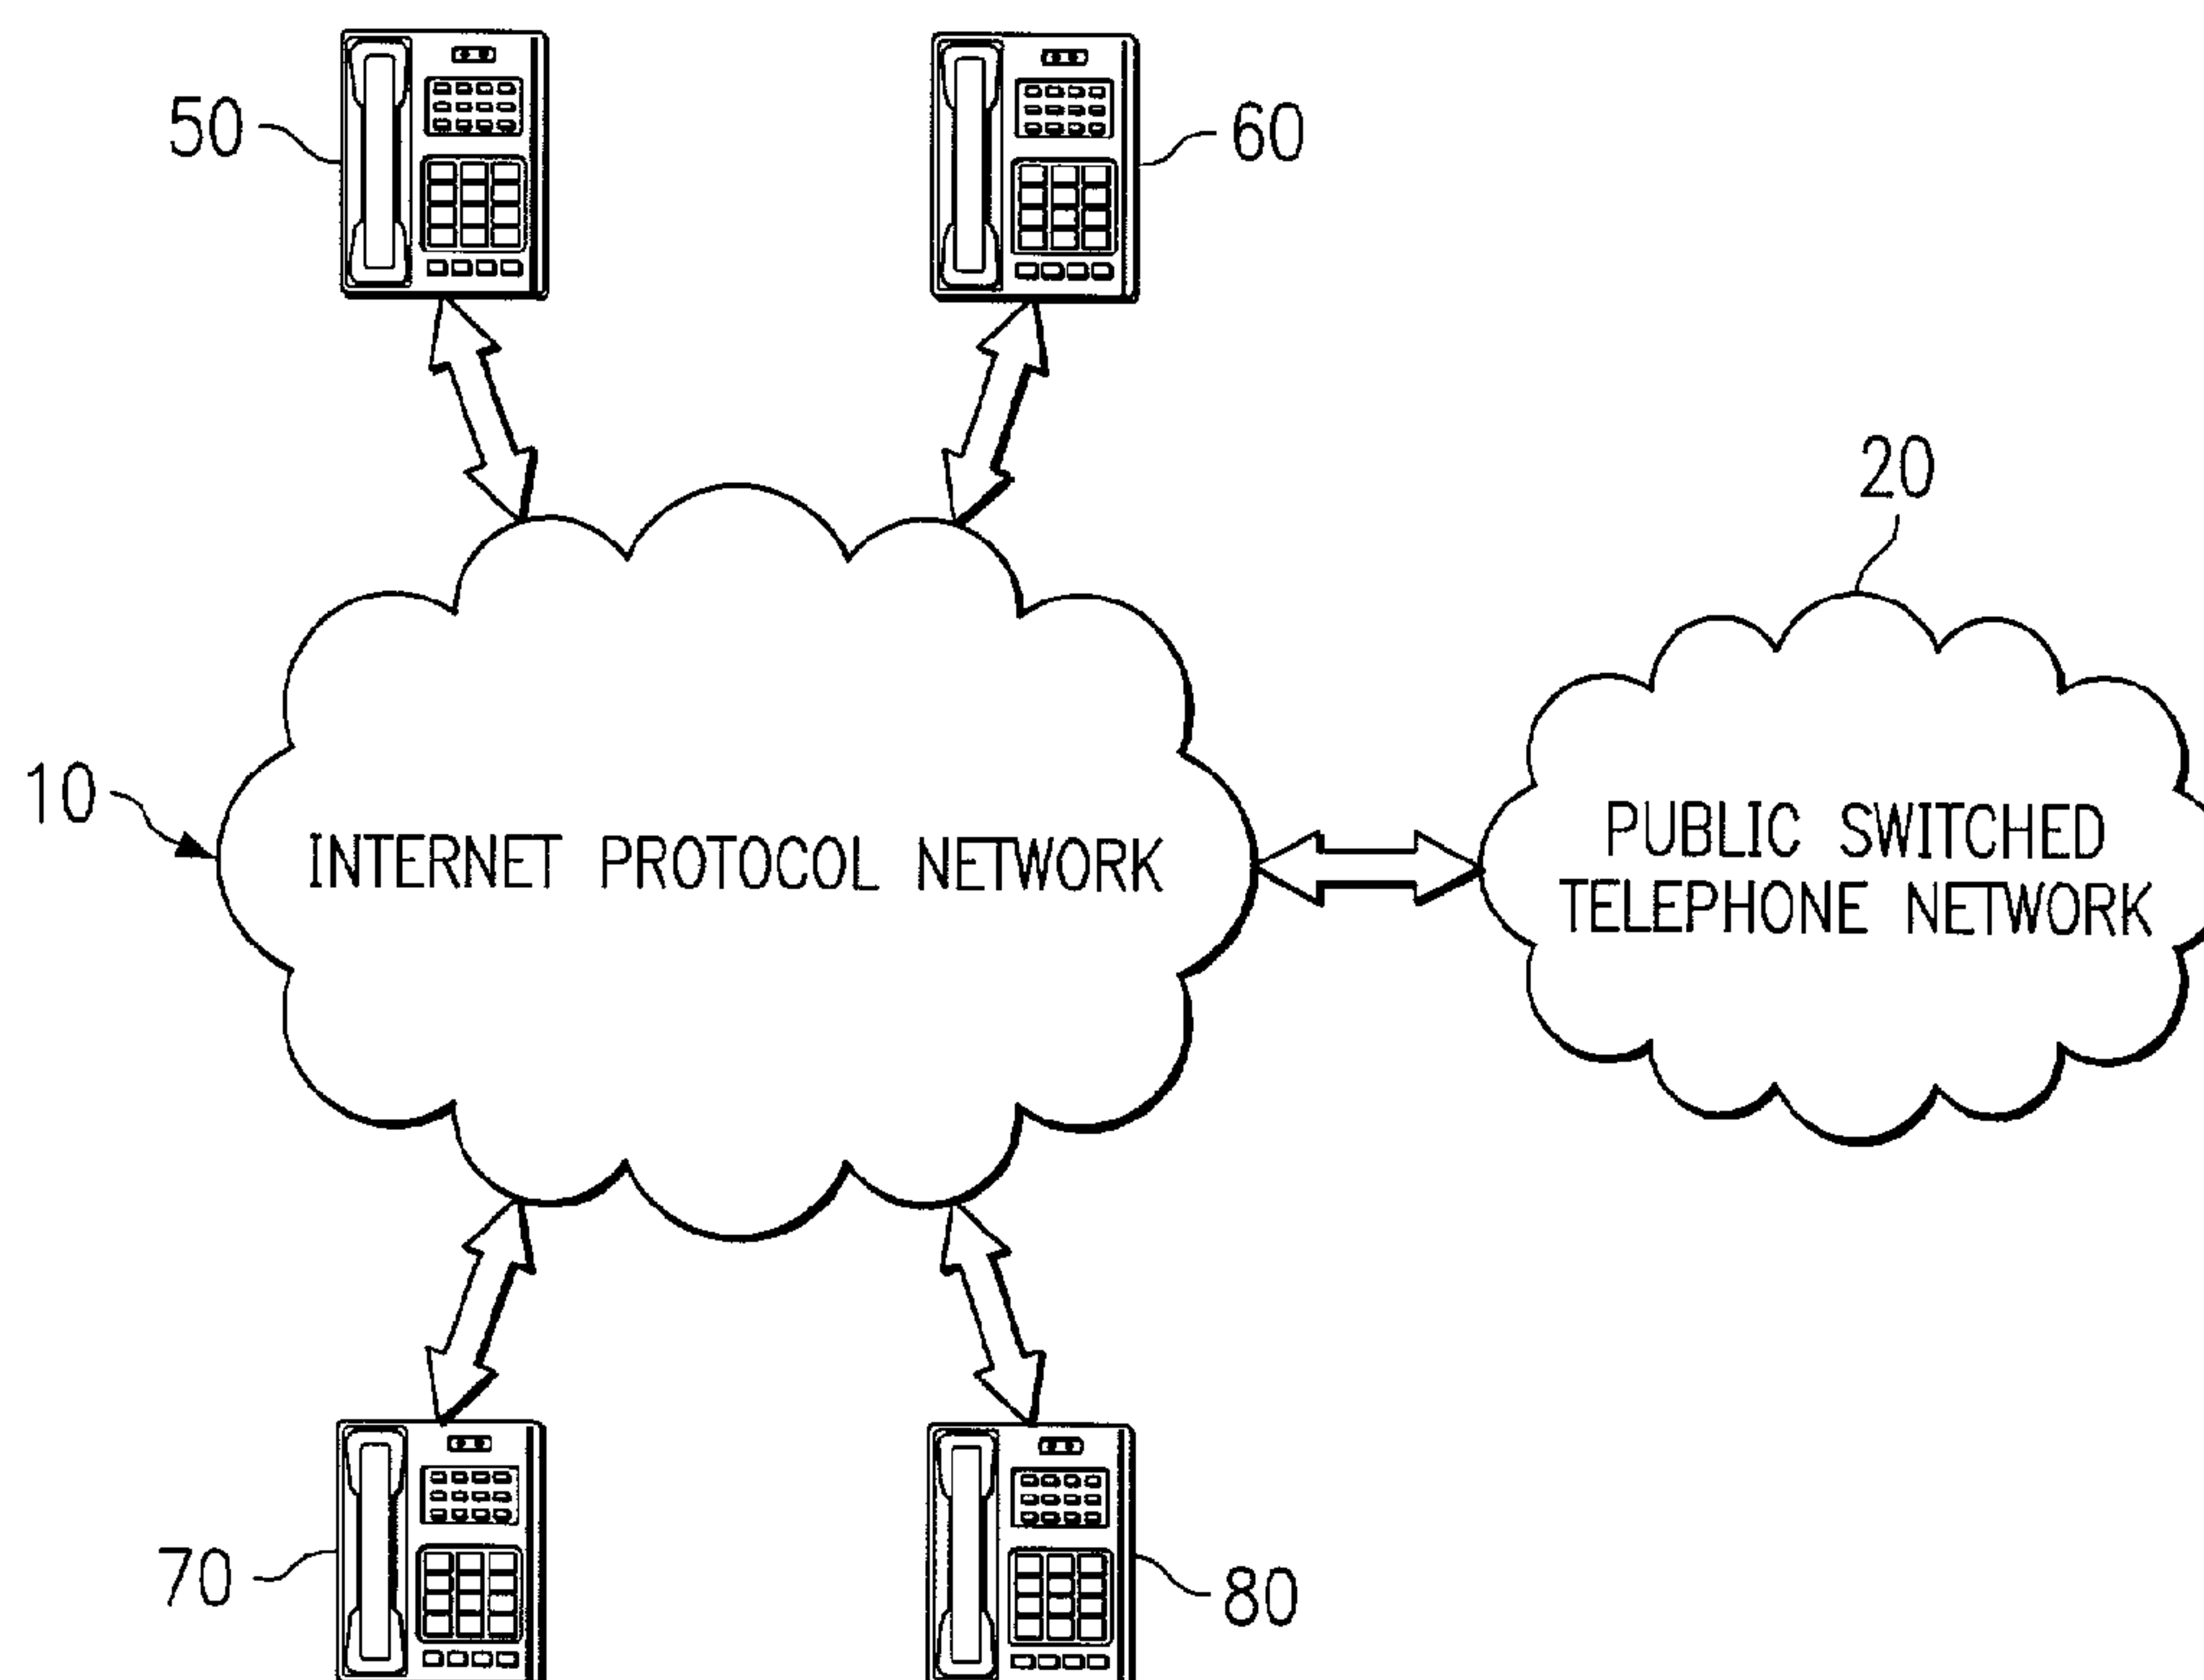 50
60
20
10
INTERNET PROTOCOL NETWORK
PUBLIC SWITCHED
TELEPHONE NETWORK
70
80